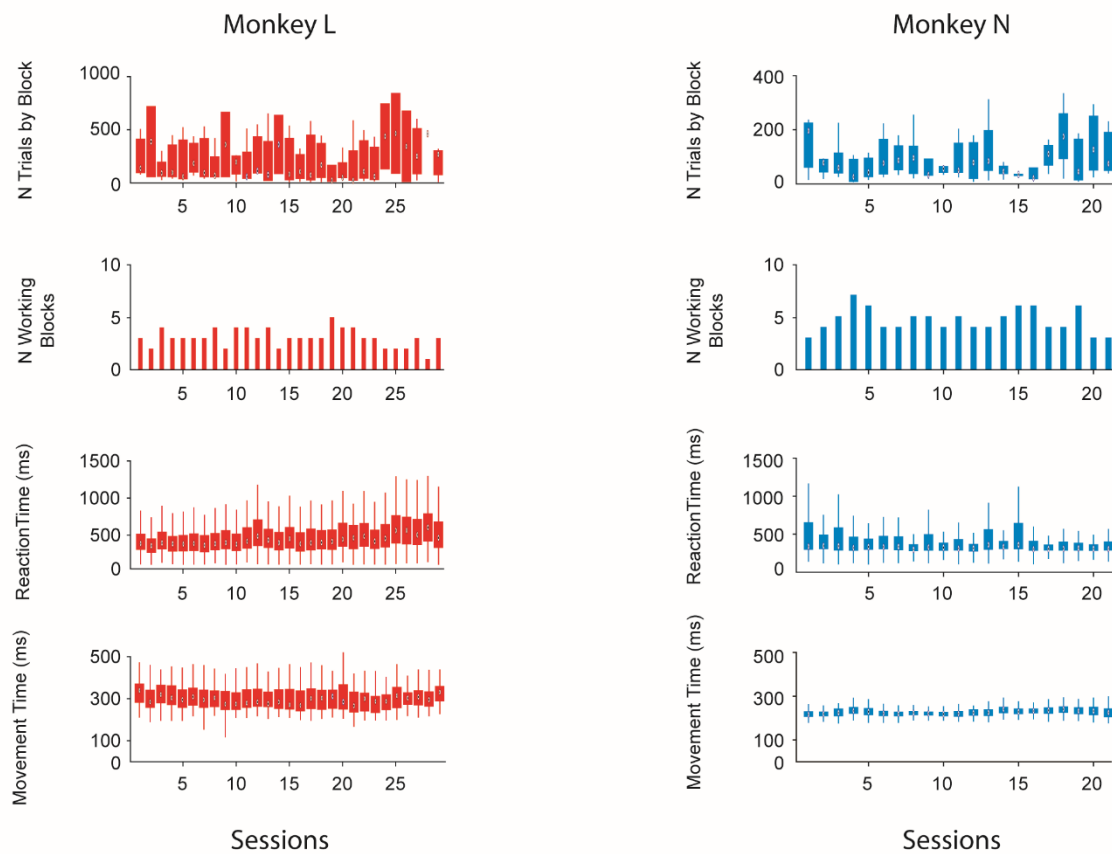 Monkey L
Monkey N
N Trials by Block
1000
500
0
5 10 15 20 25
N Trials by Block
400
200
0
5 10 15 20
N Working
Blocks
10
5
0
5 10 15 20 25
N Working
Blocks
10
5
0
5 10 15 20
ReactionTime (ms)
1500
1000
500
0
5 10 15 20 25
ReactionTime (ms)
1500
1000
500
0
5 10 15 20
Movement Time (ms)
500
300
100
0
5 10 15 20 25
Movement Time (ms)
500
300
100
0
5 10 15 20
Sessions
Sessions